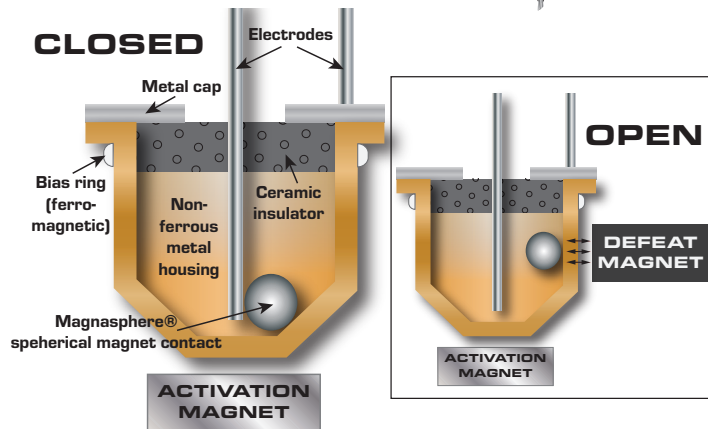 CLOSED
Electrodes
Metal cap
Bias ring
(ferro-
magnetic)
Non-
ferrous
metal
housing
Ceramic
insulator
Magnasphere®
speherical magnet contact
ACTIVATION
MAGNET
OPEN
DEFEAT
MAGNET
ACTIVATION
MAGNET